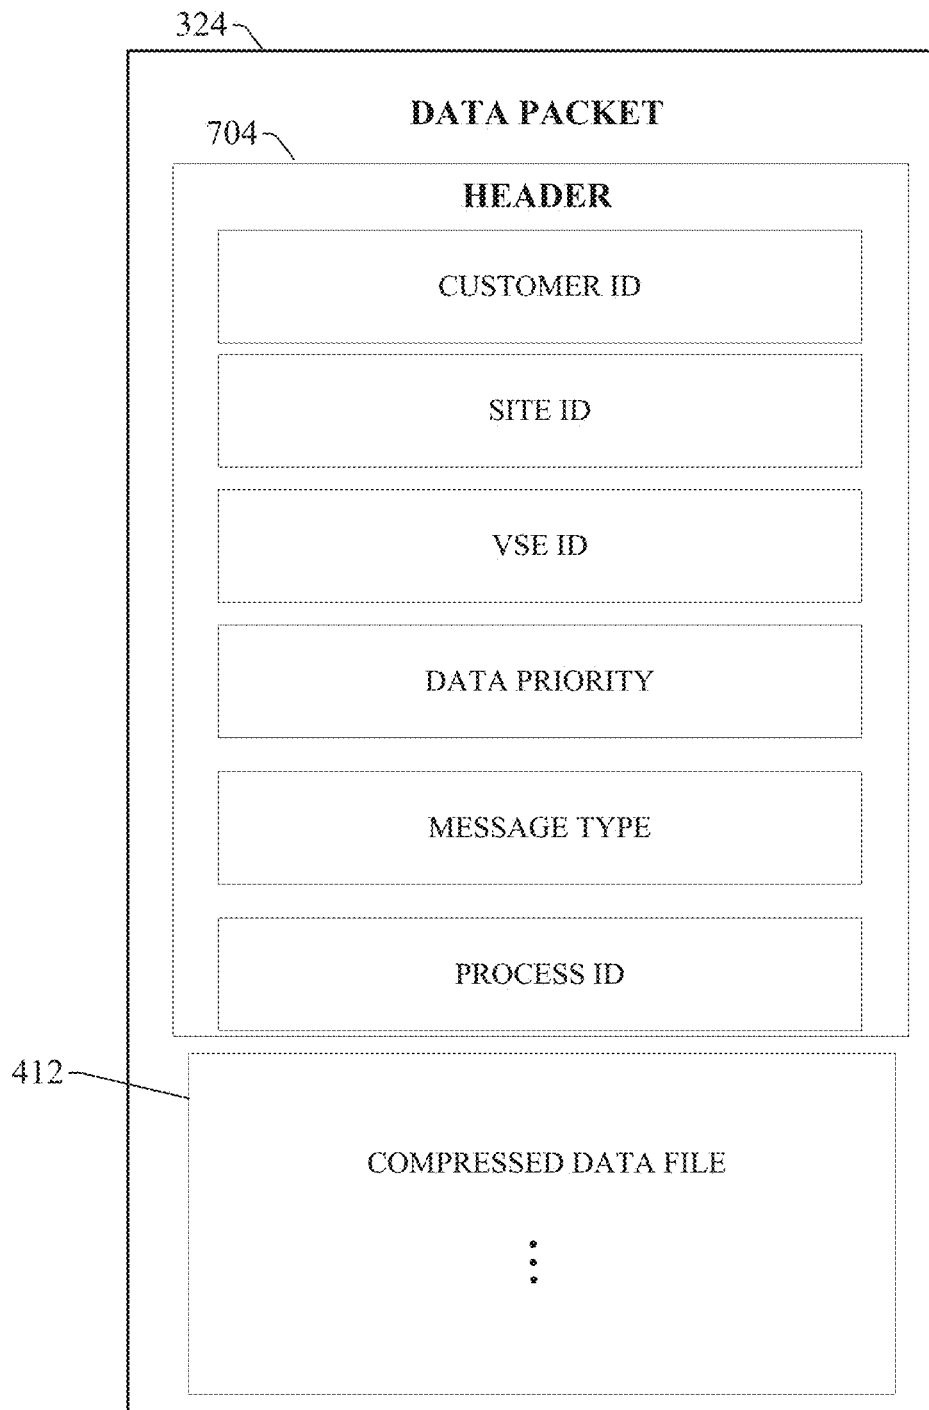 324
DATA PACKET
704
HEADER
CUSTOMER ID
SITE ID
VSE ID
DATA PRIORITY
MESSAGE TYPE
PROCESS ID
412
COMPRESSED DATA FILE